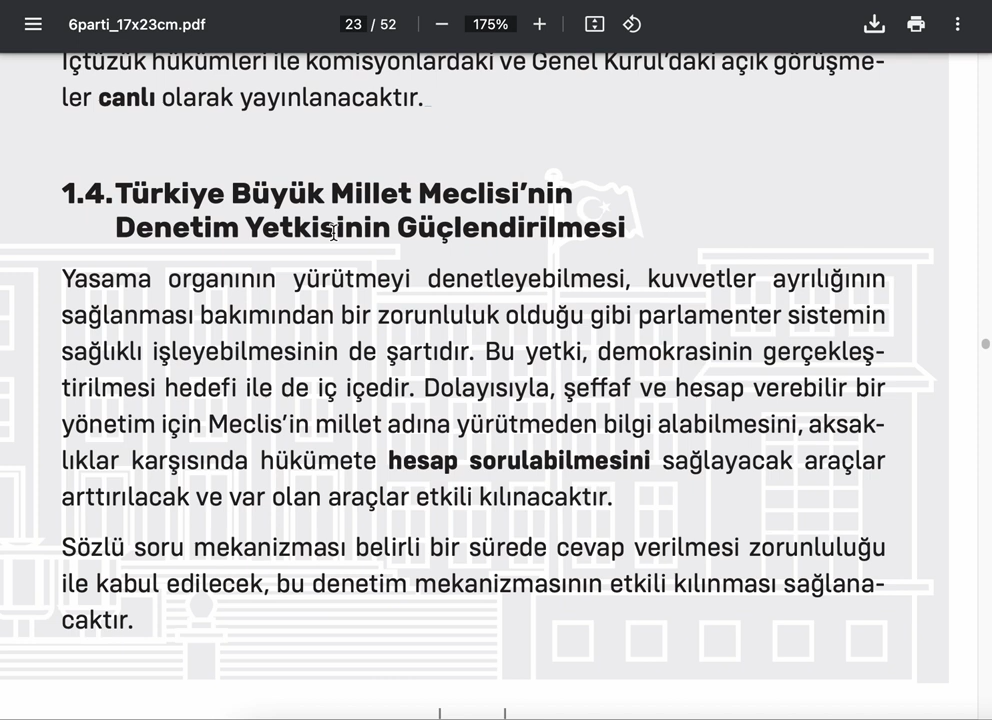 6parti_17x23cm.pdf
23 / 52
175%
İçtüzük hükümleri ile komisyonlardaki ve Genel Kurul'daki açık görüşme-
ler canlı olarak yayınlanacaktır.
1.4. Türkiye Büyük Millet Meclisi'nin
Denetim Yetkisinin Güçlendirilmesi
Yasama organının yürütmeyi denetleyebilmesi, kuvvetler ayrılığının
sağlanması bakımından bir zorunluluk olduğu gibi parlamenter sistemin
sağlıklı işleyebilmesinin de şartıdır. Bu yetki, demokrasinin gerçekleş-
tirilmesi hedefi ile de iç içedir. Dolayısıyla, şeffaf ve hesap verebilir bir
yönetim için Meclis'in millet adına yürütmeden bilgi alabilmesini, aksak-
lıklar karşısında hükümete hesap sorulabilmesini sağlayacak araçlar
arttırılacak ve var olan araçlar etkili kılınacaktır.
Sözlü soru mekanizması belirli bir sürede cevap verilmesi zorunluluğu
ile kabul edilecek, bu denetim mekanizmasının etkili kılınması sağlana-
caktır.